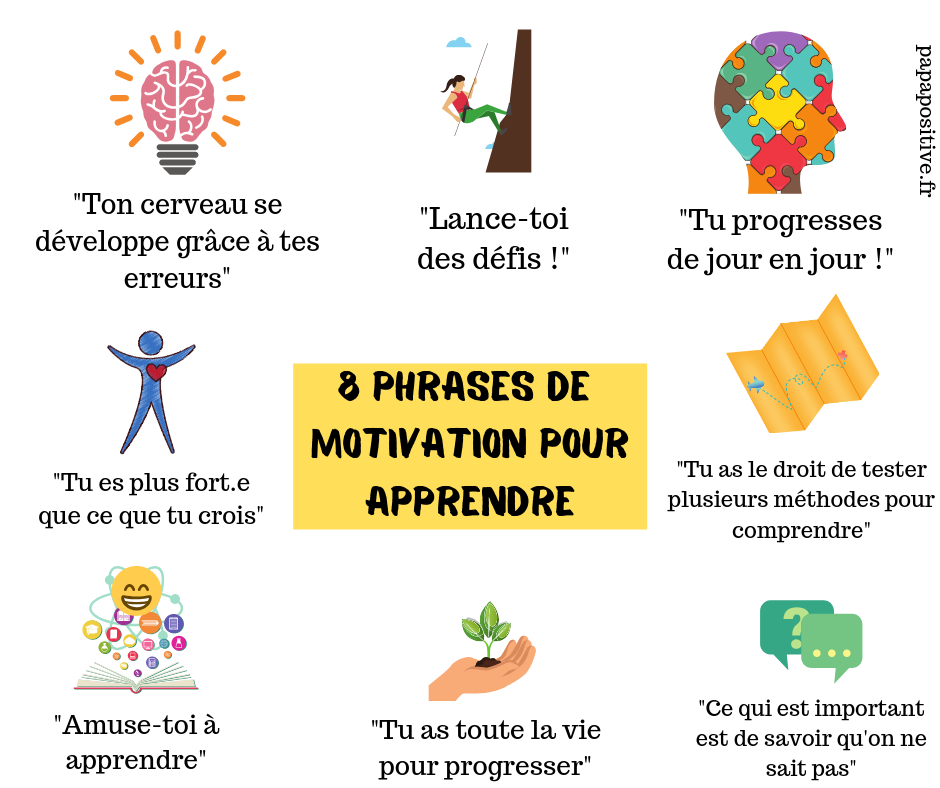 "Ton cerveau se
développe grâce à tes
erreurs"
"Lance-toi
des défis !"
"Tu progresses
de jour en jour !"
papapositive.fr
"Tu es plus fort.e
que ce que tu crois"
8 PHRASES DE
MOTIVATION POUR
APPRENDRE
"Tu as le droit de tester
plusieurs méthodes pour
comprendre"
"Amuse-toi à
apprendre"
"Tu as toute la vie
pour progresser"
?
"Ce qui est important
est de savoir qu'on ne
sait pas"